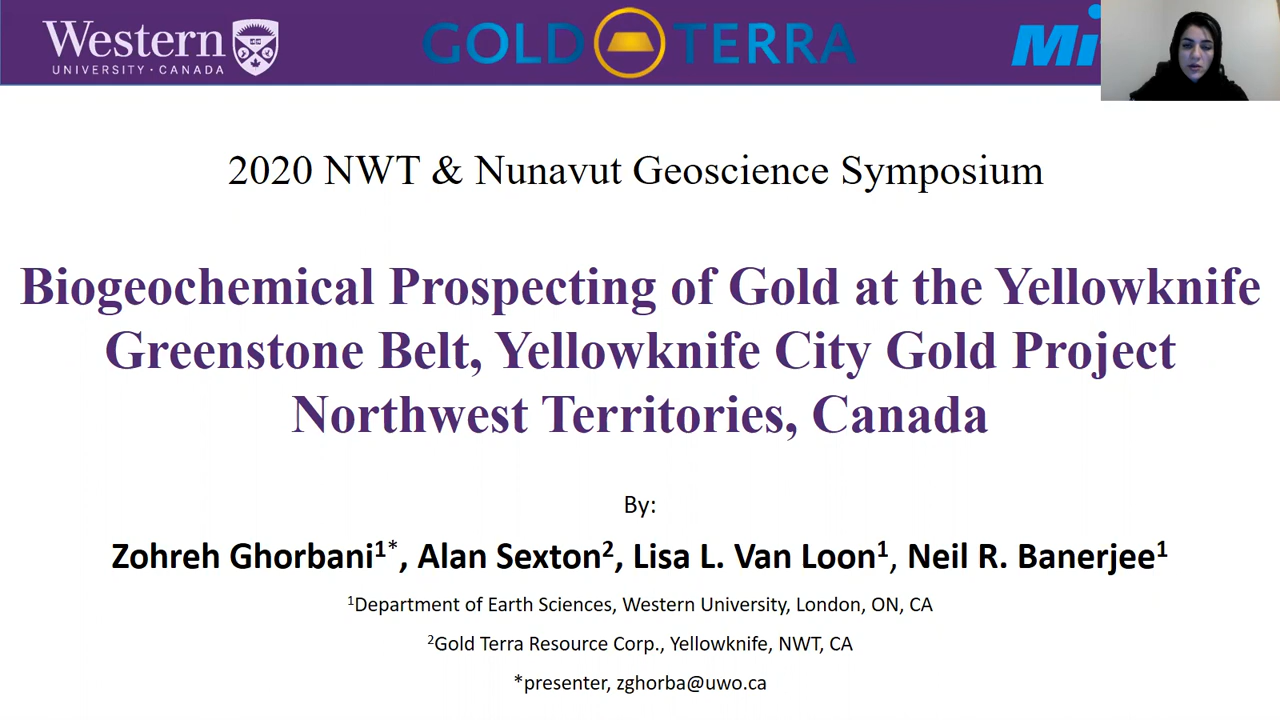 Western
UNIVERSITY · CANADA
GOLD TERRA
2020 NWT & Nunavut Geoscience Symposium
Biogeochemical Prospecting of Gold at the Yellowknife
Greenstone Belt, Yellowknife City Gold Project
Northwest Territories, Canada
By:
Zohreh Ghorbani1*, Alan Sexton2, Lisa L. Van Loon1, Neil R. Banerjee1
1Department of Earth Sciences, Western University, London, ON, CA
2Gold Terra Resource Corp., Yellowknife, NWT, CA
*presenter, zghorba@uwo.ca